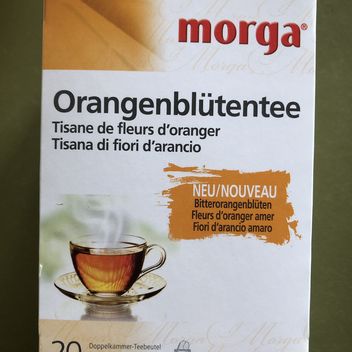 morga®
Orangenblütentee
Tisane de fleurs d'oranger
Tisana di fiori d'arancio
NEU/NOUVEAU
Bitterorangenblüten
Fleurs d'oranger amer
Fiori d'arancio amaro
20 Doppelkammer-Teebeutel